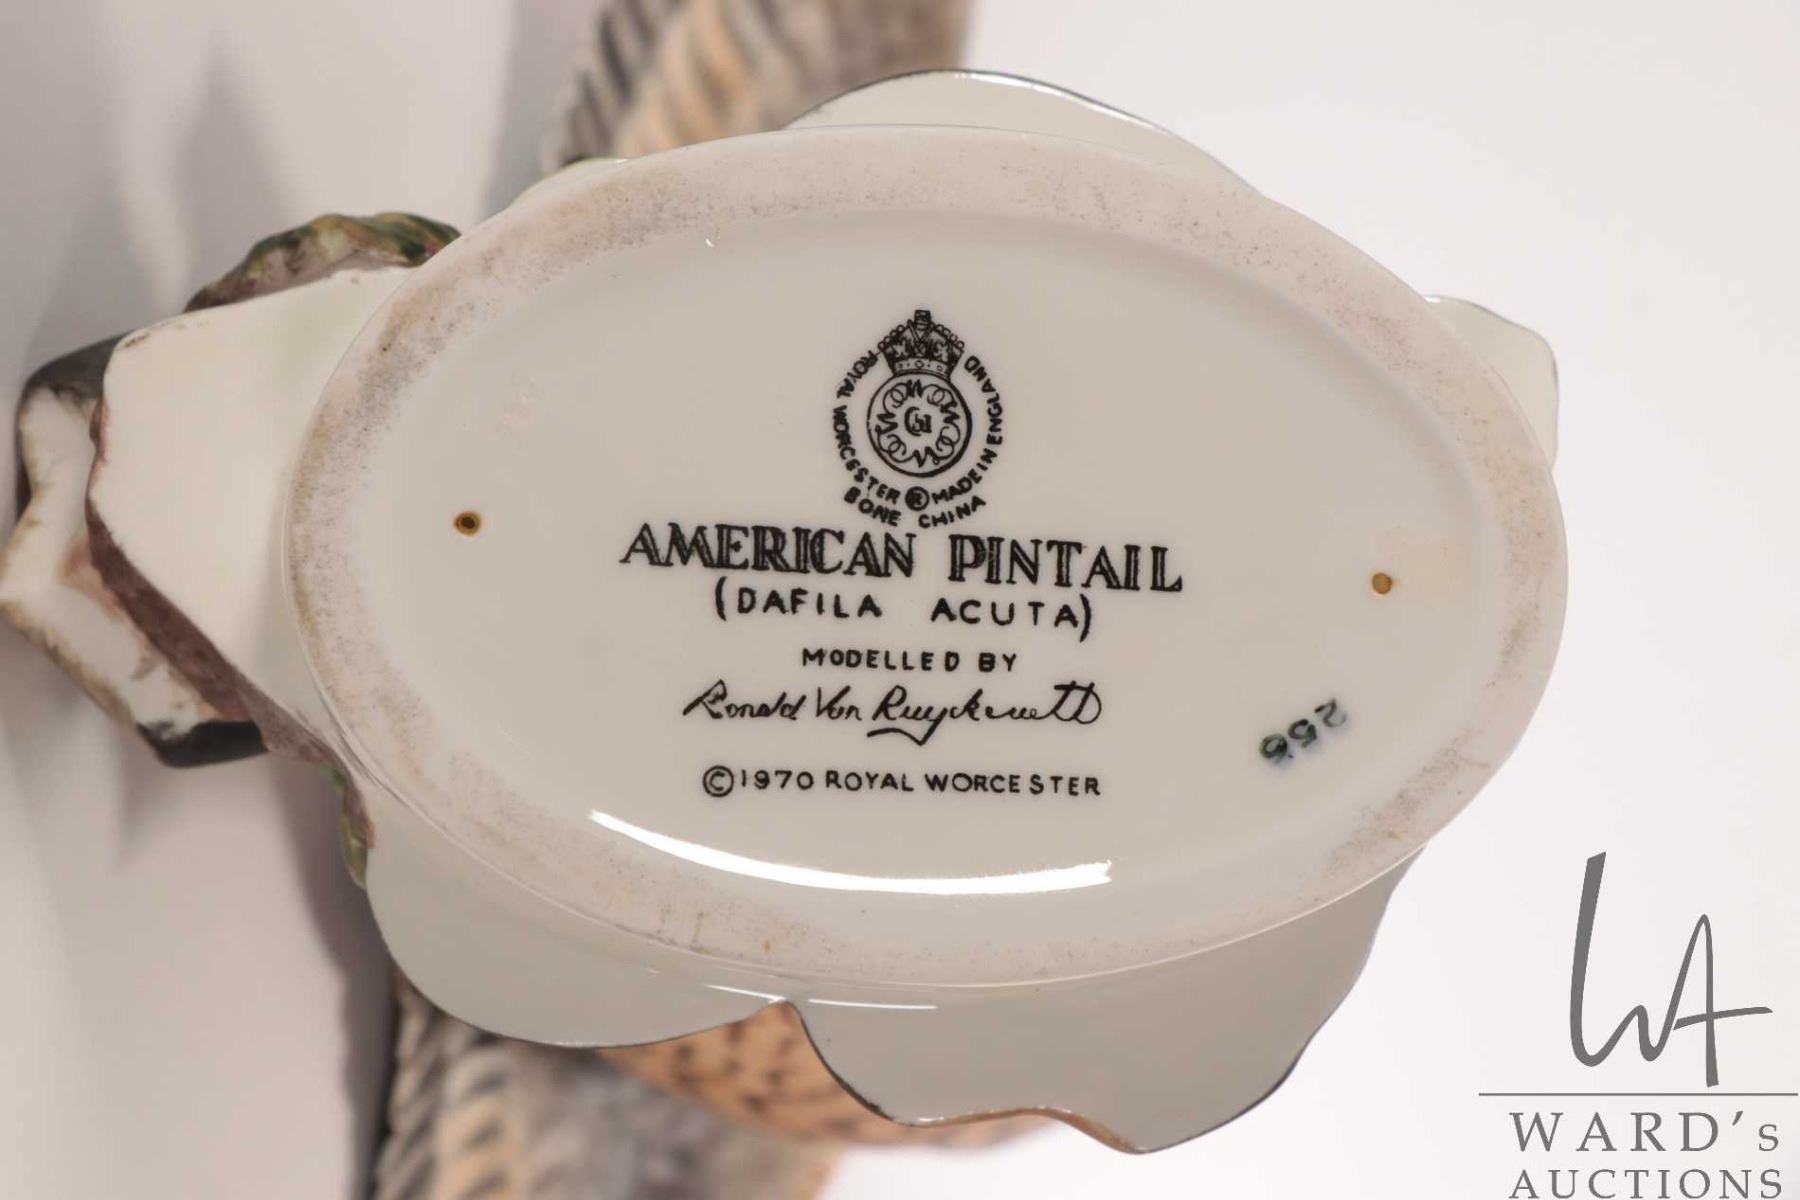 ROYAL WORCESTER ® MADE IN ENGLAND
BONE CHINA
AMERICAN PINTAIL
(DAFILA ACUTA)
MODELLED BY
Ronald Van Ruyckevelt
©1970 ROYAL WORCESTER
256
WARD's
AUCTIONS